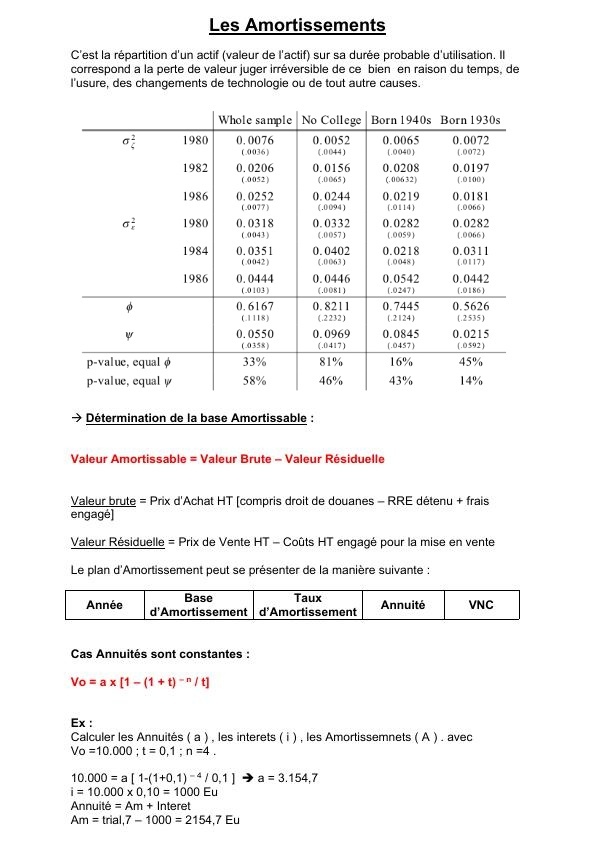 Les Amortissements
C'est la répartition d'un actif (valeur de l'actif) sur sa durée probable d'utilisation. Il
correspond a la perte de valeur juger irréversible de ce bien en raison du temps, de
l'usure, des changements de technologie ou de tout autre causes.
Whole sample No College Born 1940s Born 1930s
σ²ζ 1980 0.0076 0.0052 0.0065 0.0072
(.0036) (.0044) (.0040) (.0072)
1982 0.0206 0.0156 0.0208 0.0197
(.0052) (.0065) (.00632) (.0100)
1986 0.0252 0.0244 0.0219 0.0181
(.0077) (.0094) (.0114) (.0066)
σ²ε 1980 0.0318 0.0332 0.0282 0.0282
(.0043) (.0057) (.0059) (.0066)
1984 0.0351 0.0402 0.0218 0.0311
(.0042) (.0063) (.0048) (.0117)
1986 0.0444 0.0446 0.0542 0.0442
(.0103) (.0081) (.0247) (.0186)
ϕ 0.6167 0.8211 0.7445 0.5626
(.1118) (.2232) (.2124) (.2535)
ψ 0.0550 0.0969 0.0845 0.0215
(.0358) (.0417) (.0457) (.0592)
p-value, equal ϕ 33% 81% 16% 45%
p-value, equal ψ 58% 46% 43% 14%
→ Détermination de la base Amortissable :
Valeur Amortissable = Valeur Brute – Valeur Résiduelle
Valeur brute = Prix d'Achat HT [compris droit de douanes – RRE détenu + frais
engagé]
Valeur Résiduelle = Prix de Vente HT – Coûts HT engagé pour la mise en vente
Le plan d'Amortissement peut se présenter de la manière suivante :
Année Base d'Amortissement Taux d'Amortissement Annuité VNC
Cas Annuités sont constantes :
Vo = a x [1 – (1 + t) ⁻ⁿ / t]
Ex :
Calculer les Annuités ( a ) , les interets ( i ) , les Amortissemnets ( A ) . avec
Vo =10.000 ; t = 0,1 ; n =4 .
10.000 = a [ 1-(1+0,1) ⁻⁴ / 0,1 ] ➔ a = 3.154,7
i = 10.000 x 0,10 = 1000 Eu
Annuité = Am + Interet
Am = trial,7 – 1000 = 2154,7 Eu